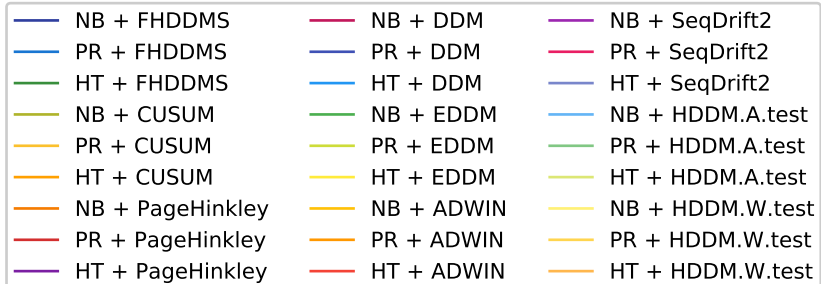 NB + FHDDMS
PR + FHDDMS
HT + FHDDMS
NB + CUSUM
PR + CUSUM
HT + CUSUM
NB + PageHinkley
PR + PageHinkley
HT + PageHinkley
NB + DDM
PR + DDM
HT + DDM
NB + EDDM
PR + EDDM
HT + EDDM
NB + ADWIN
PR + ADWIN
HT + ADWIN
NB + SeqDrift2
PR + SeqDrift2
HT + SeqDrift2
NB + HDDM.A.test
PR + HDDM.A.test
HT + HDDM.A.test
NB + HDDM.W.test
PR + HDDM.W.test
HT + HDDM.W.test